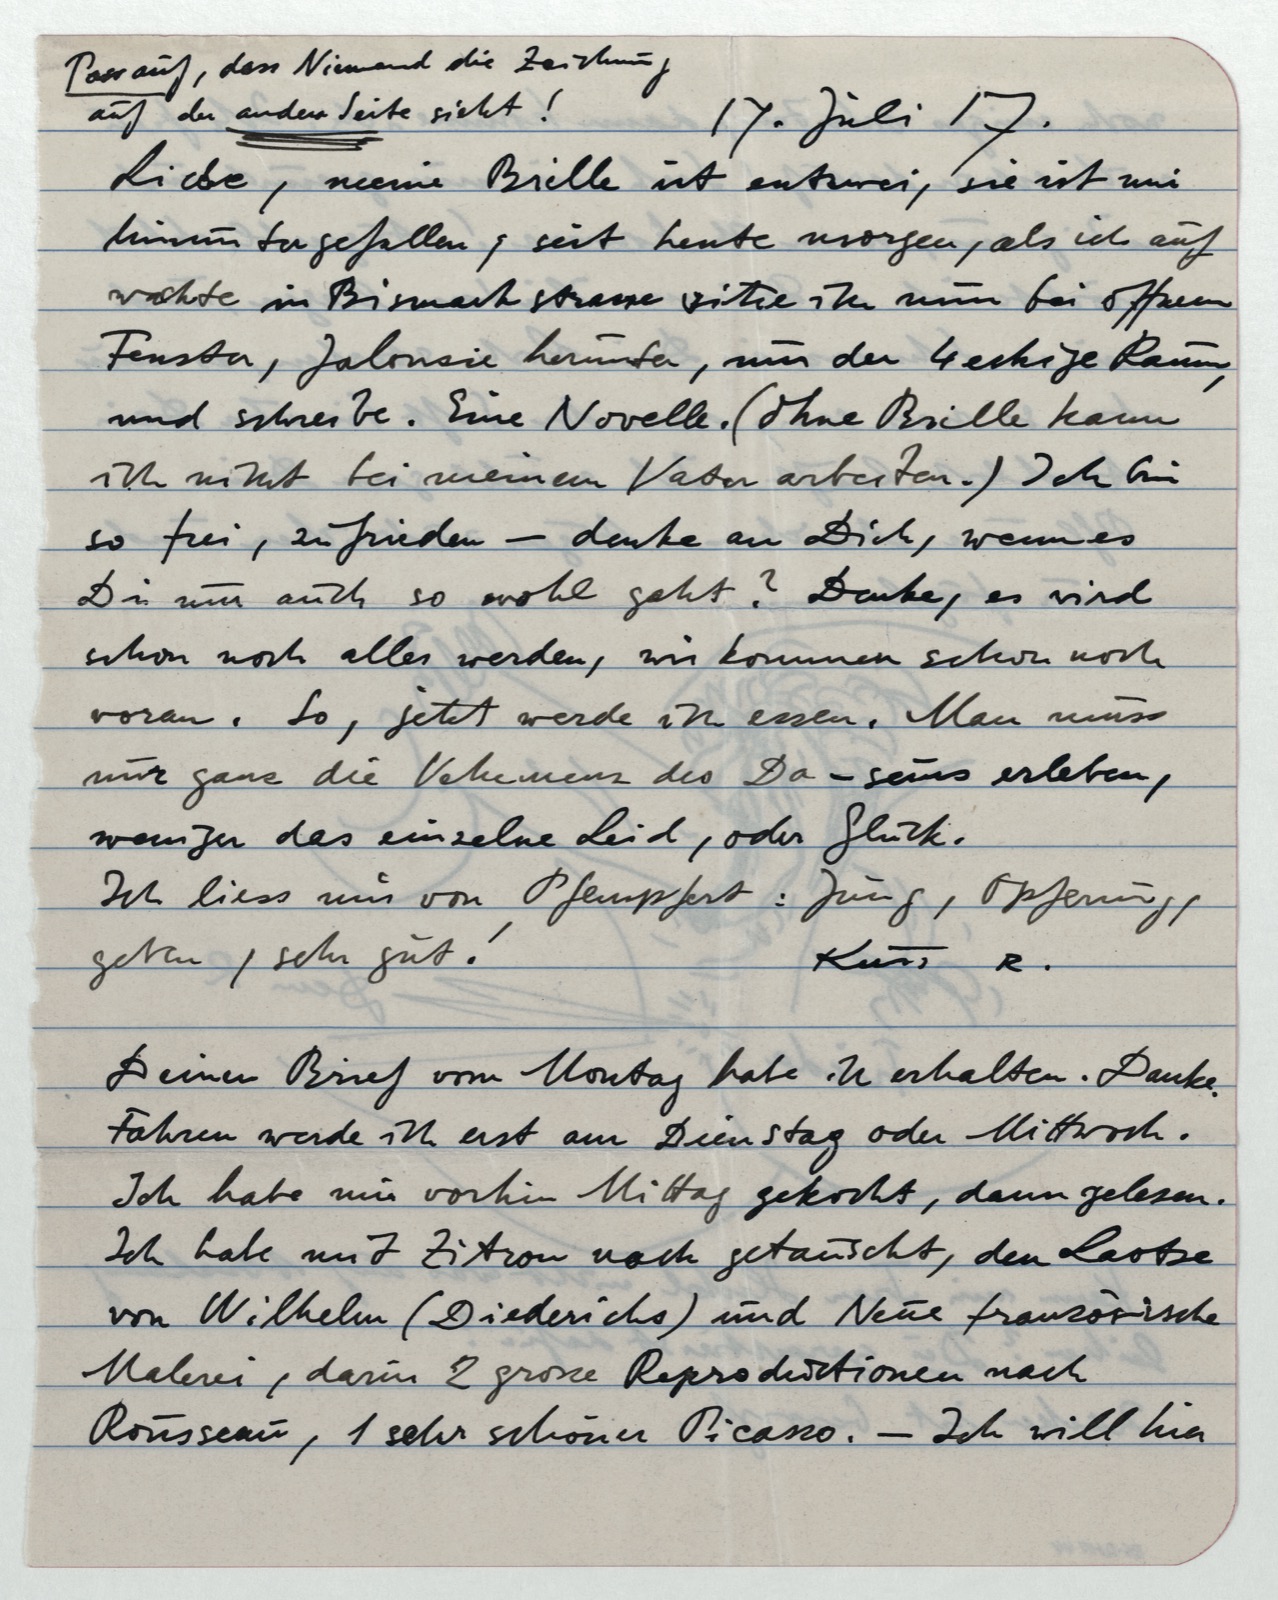 Pass auf, dass Niemand die Zeichnung
auf der andern Seite sieht!
17. Juli 17.
Liebe, meine Brille ist entzwei, sie ist mir
hinuntergefallen, seit heute morgen, als ich auf
wachte in Bismarckstrasse sitze ich nun bei offnem
Fenster, Jalousie herunter, nur der 4eckige Raum,
und schreibe. Eine Novelle. (Ohne Brille kann
ich nicht bei meinem Vater arbeiten.) Ich bin
so frei, zufrieden – denke an Dich, wenn es
Dir nur auch so wohl geht? Danke, es wird
schon noch alles werden, wir kommen schon noch
voran. So, jetzt werde ich essen. Man muss
nur ganz die Vehemenz des Da-seins erleben,
weniger das einzelne Leid, oder Glück.
Ich liess mir von Pfempfert: Jung, Opferung,
geben, sehr gut!
Kuss R.
Deinen Brief vom Montag habe ich erhalten. Danke.
Fahren werde ich erst am Dienstag oder Mittwoch.
Ich habe mir vorhin Mittag gekocht, dann gelesen.
Ich habe mit Zitron noch getauscht, den Laotse
von Wilhelm (Diederichs) und Neue französische
Malerei, darin 2 grosse Reproductionen nach
Rousseau, 1 sehr schöner Picasso. – Ich will hier